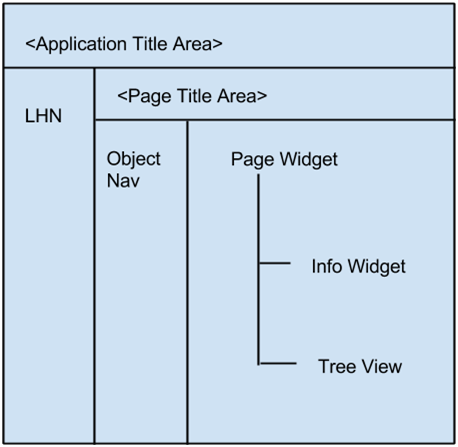 <Application Title Area>
<Page Title Area>
LHN
Object
Nav
Page Widget
Info Widget
Tree View